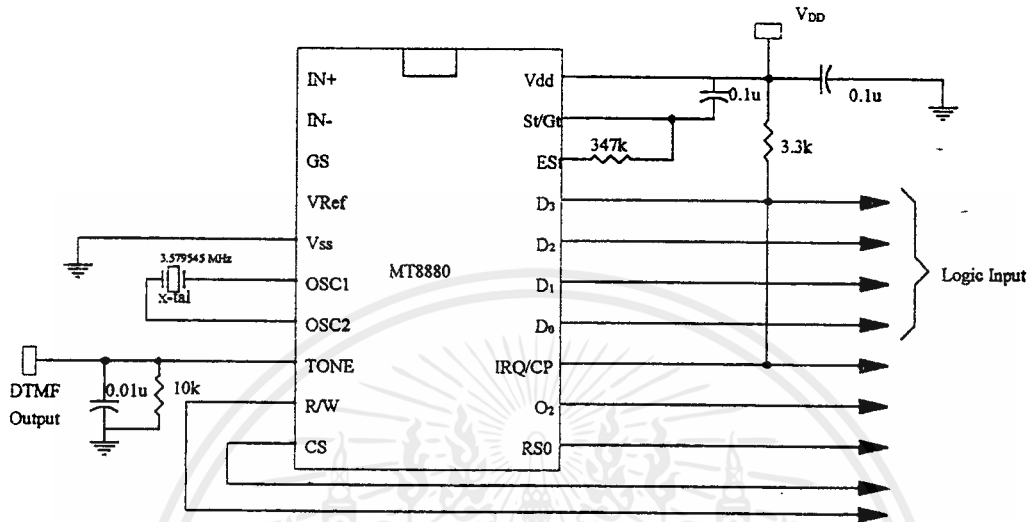 VDD
IN+
Vdd
0.1u
0.1u
IN-
St/Gt
347k
3.3k
GS
ES
VRef
D3
Vss
D2
3.579545 MHz
x-tal
OSC1
MT8880
D1
Logic Input
OSC2
D0
TONE
IRQ/CP
DTMF
Output
0.01u
10k
R/W
O2
CS
RS0